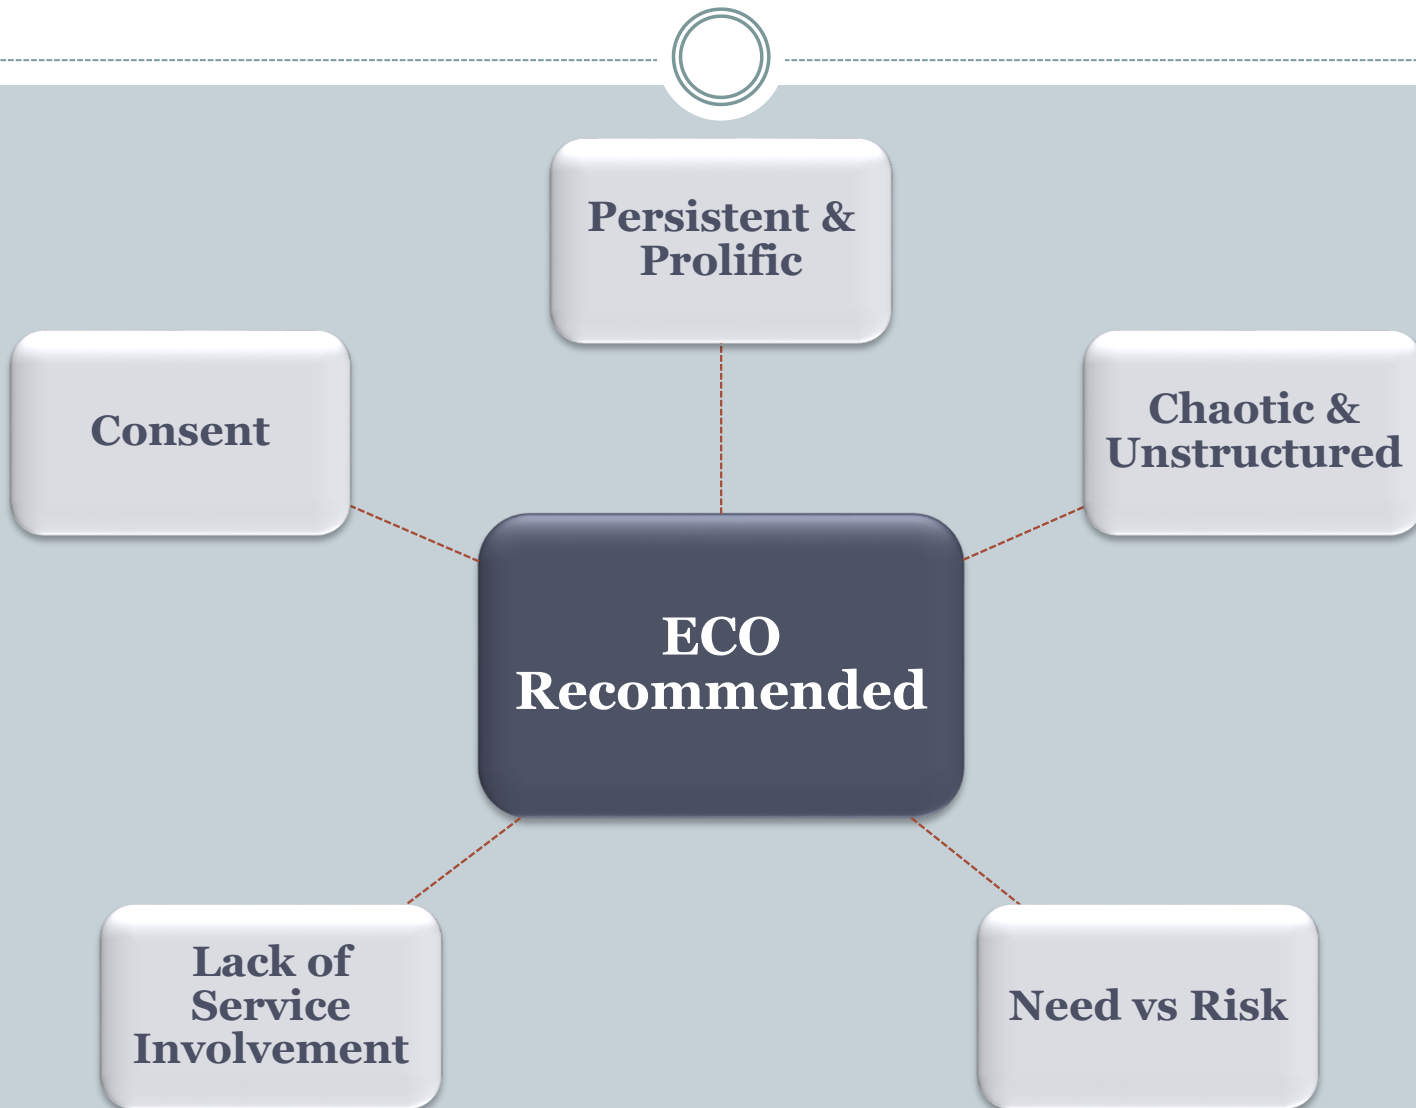 Persistent &
Prolific
Consent
Chaotic &
Unstructured
ECO
Recommended
Lack of
Service
Involvement
Need vs Risk